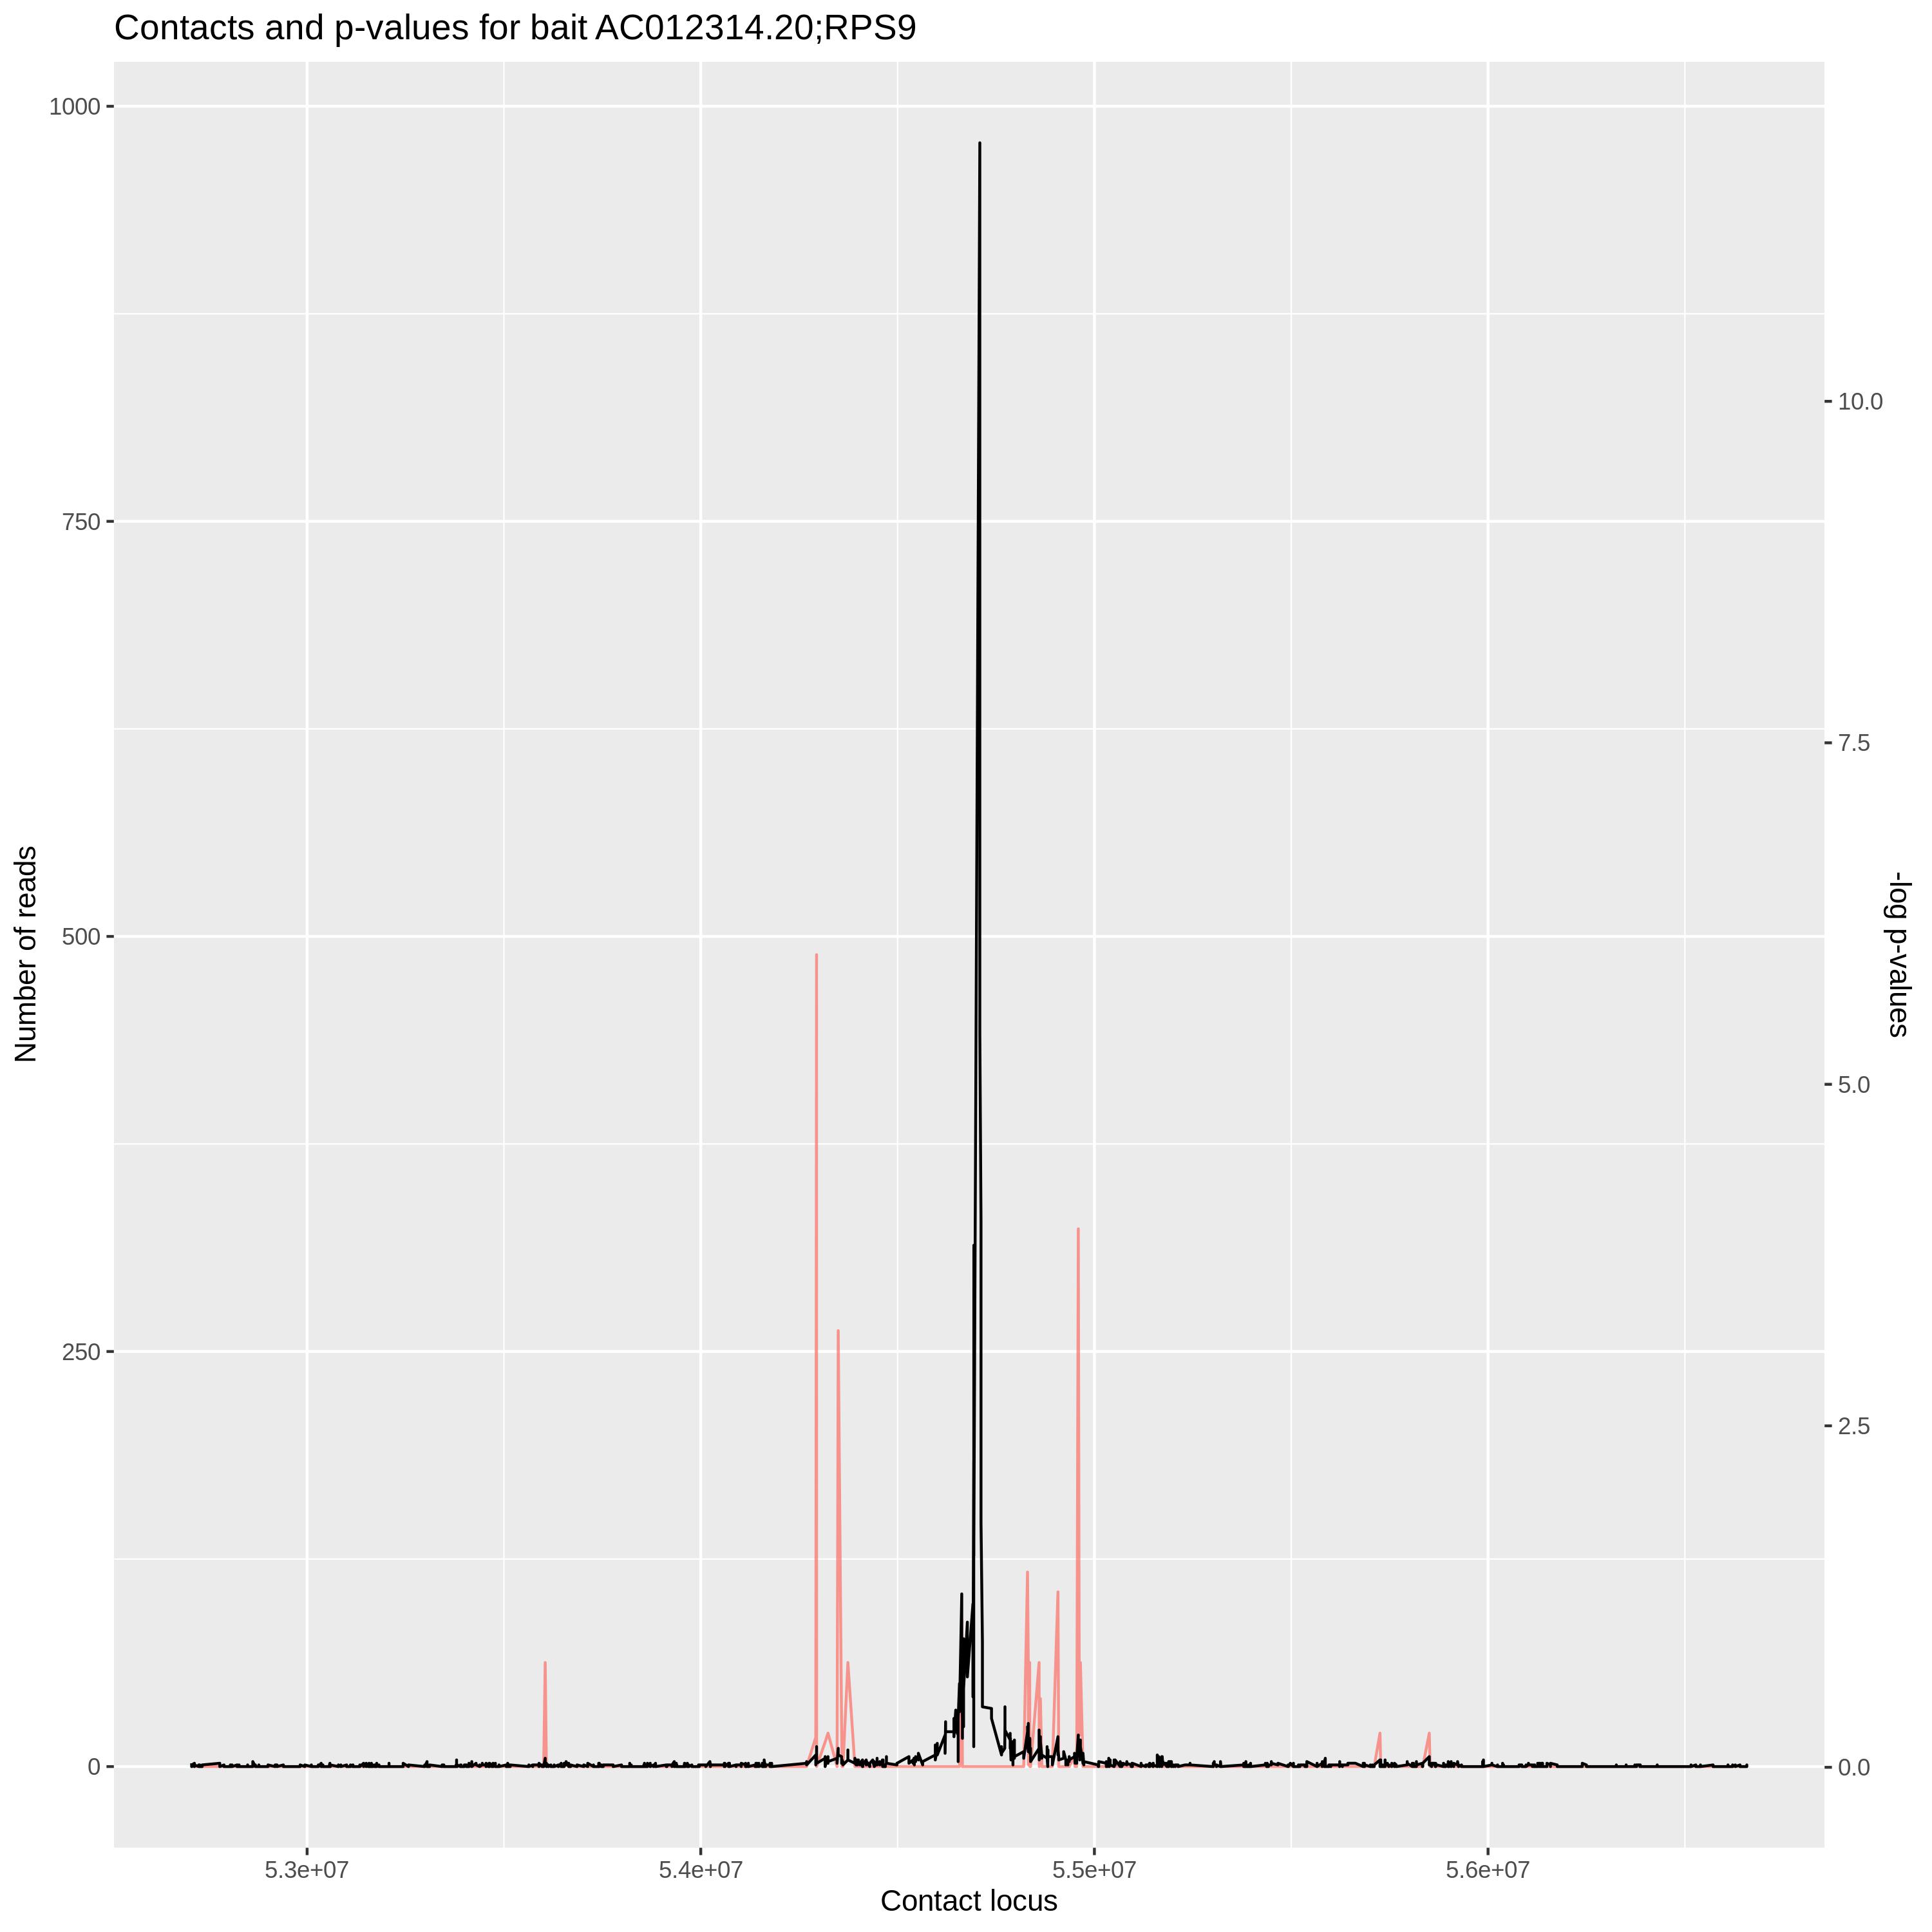 Contacts and p-values for bait AC012314.20;RPS9
1000
750
500
250
0
Number of reads
10.0
7.5
5.0
2.5
0.0
-log p-values
5.3e+07
5.4e+07
5.5e+07
5.6e+07
Contact locus